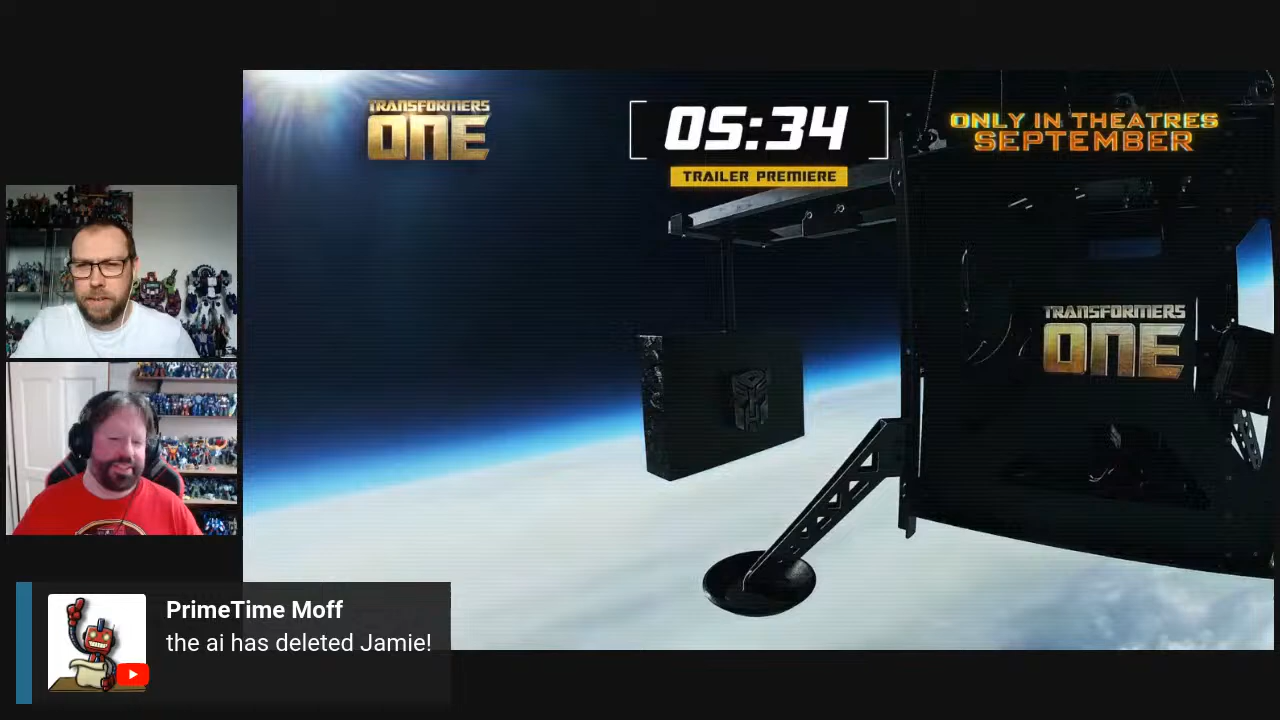 TRANSFORMERS
ONE
05:34
TRAILER PREMIERE
ONLY IN THEATRES
SEPTEMBER
TRANSFORMERS
ONE
PrimeTime Moff
the ai has deleted Jamie!